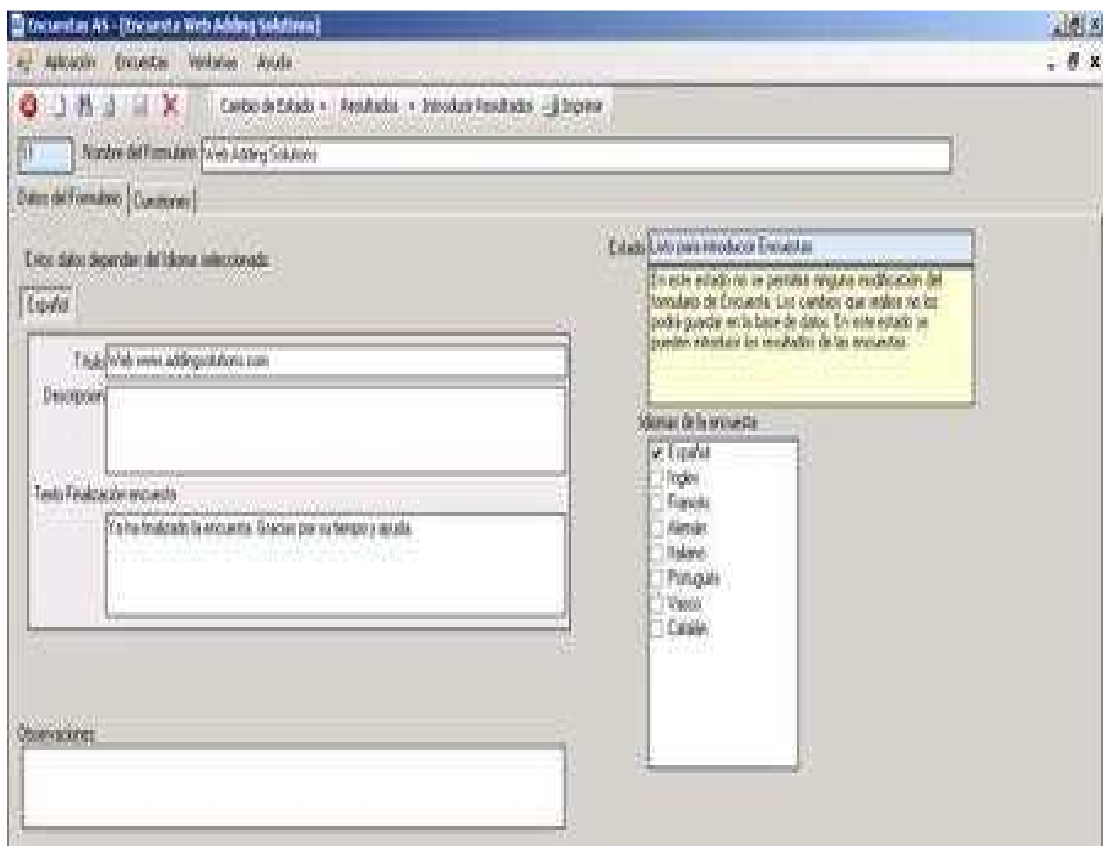 Encuestas AS - [Encuesta Web Adding Solutions]
Aplicación Encuestas Ventanas Ayuda
Cambio de Estado Resultados Introducir Resultados Imprimir
Nombre del Formulario Web Adding Solutions
Datos del Formulario Cuestiones
Estos datos dependen del Idioma seleccionado
Español
Título Web www.addingsolutions.com
Descripcion
Texto Finalización encuesta
Ya ha finalizado la encuesta. Gracias por su tiempo y ayuda.
Observaciones
Estado Listo para introducir Encuestas
En este estado no se permite ninguna modificación del
formulario de Encuesta. Los cambios que realice no los
podrá guardar en la base de datos. En este estado se
pueden introducir los resultados de las encuestas
Idiomas de la encuesta
Español
Inglés
Francés
Alemán
Italiano
Portugués
Vasco
Catalán